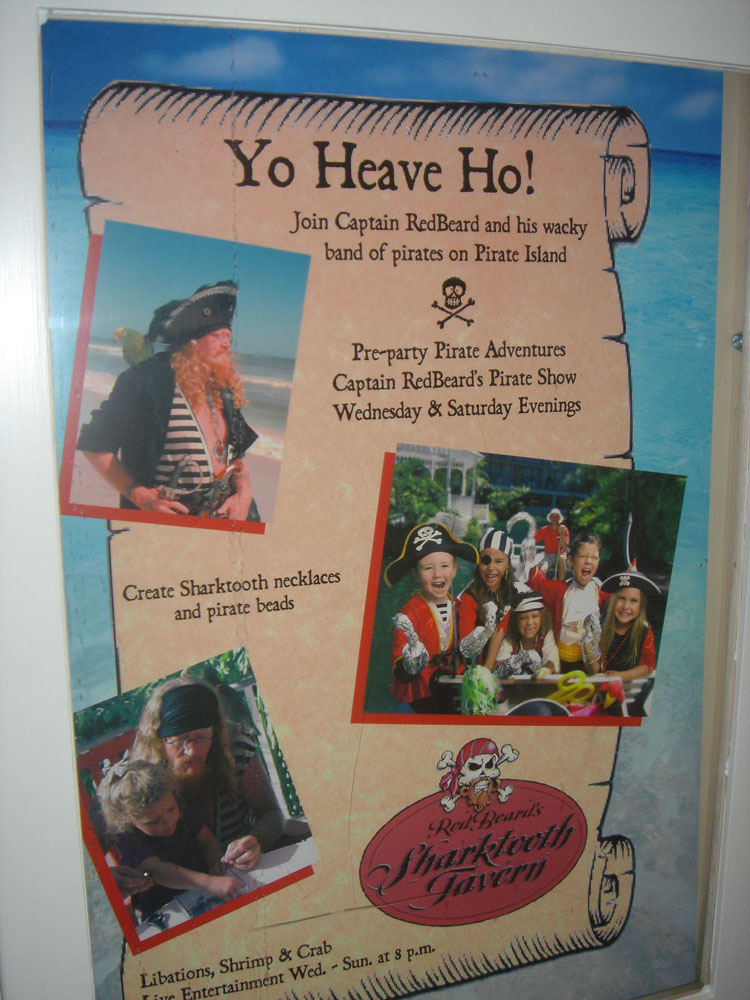 Yo Heave Ho!
Join Captain RedBeard and his wacky
band of pirates on Pirate Island
Pre-party Pirate Adventures
Captain RedBeard's Pirate Show
Wednesday & Saturday Evenings
Create Sharktooth necklaces
and pirate beads
Red Beard's
Sharktooth
Tavern
Libations, Shrimp & Crab
Live Entertainment Wed. - Sun. at 8 p.m.